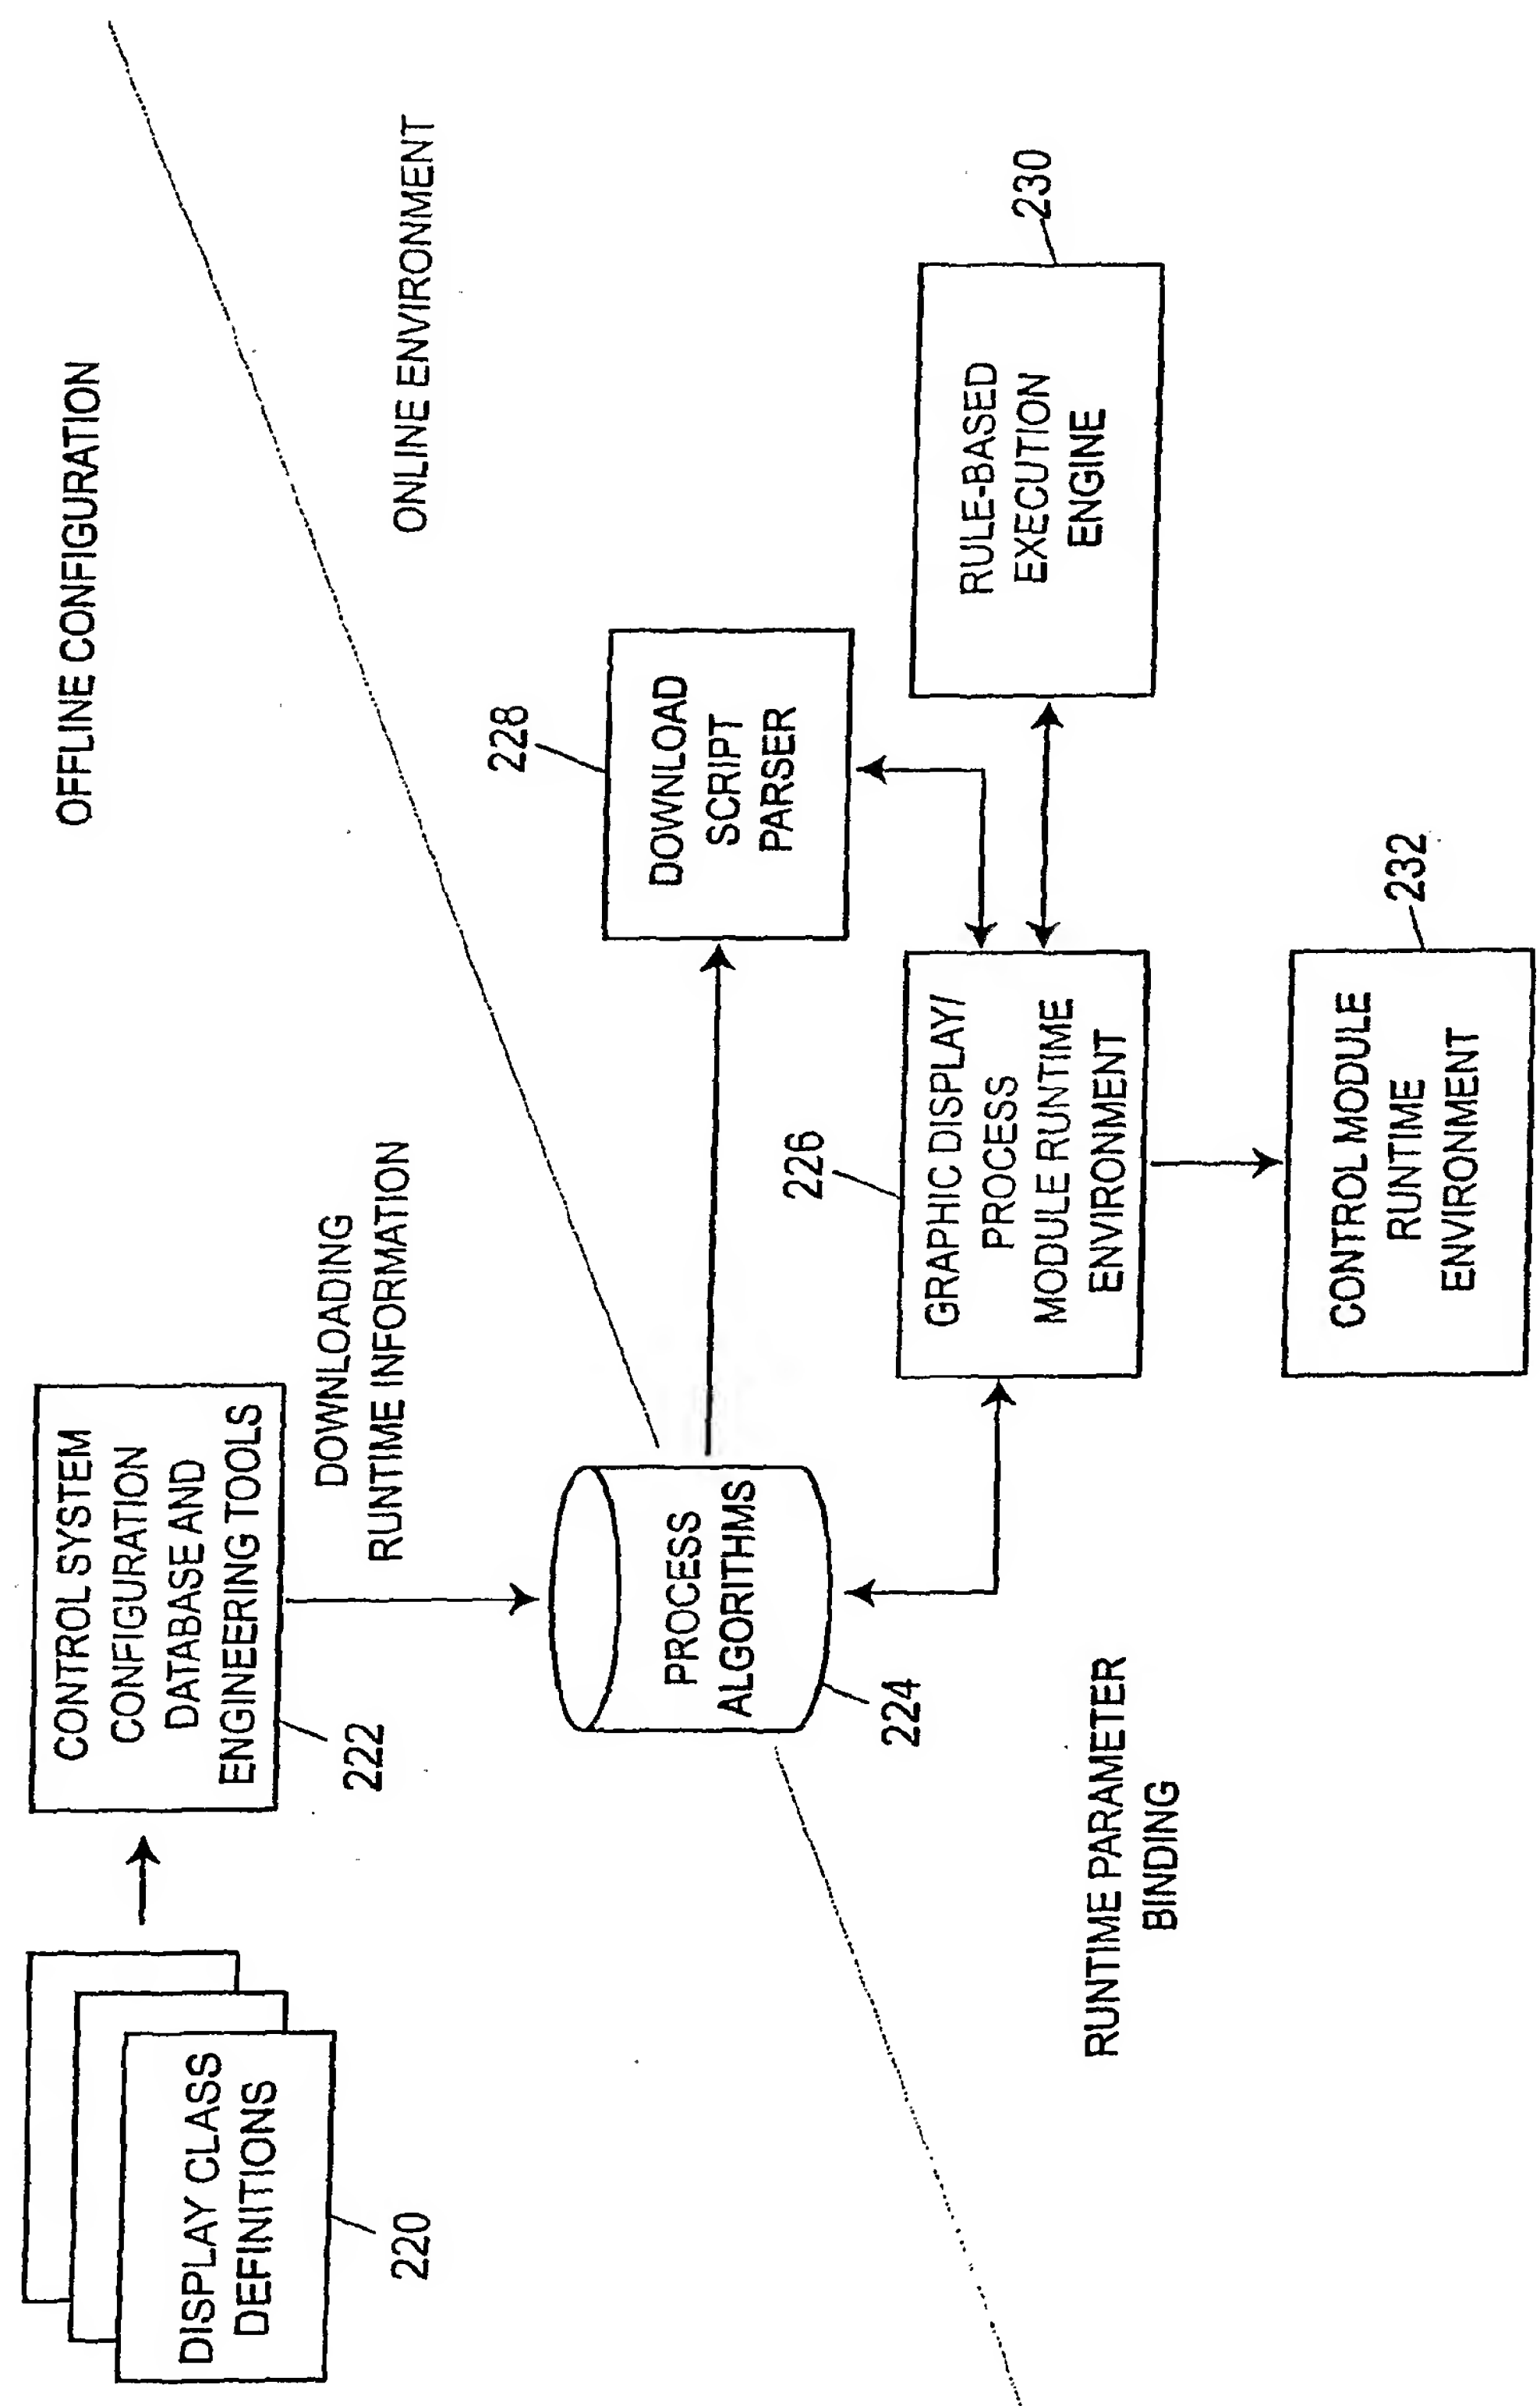 OFFLINE CONFIGURATION
DISPLAY CLASS
DEFINITIONS
220
CONTROL SYSTEM
CONFIGURATION
DATABASE AND
ENGINEERING TOOLS
222
DOWNLOADING
RUNTIME INFORMATION
ONLINE ENVIRONMENT
PROCESS
ALGORITHMS
224
228
DOWNLOAD
SCRIPT
PARSER
226
GRAPHIC DISPLAY/
PROCESS
MODULE RUNTIME
ENVIRONMENT
230
RULE-BASED
EXECUTION
ENGINE
RUNTIME PARAMETER
BINDING
232
CONTROL MODULE
RUNTIME
ENVIRONMENT